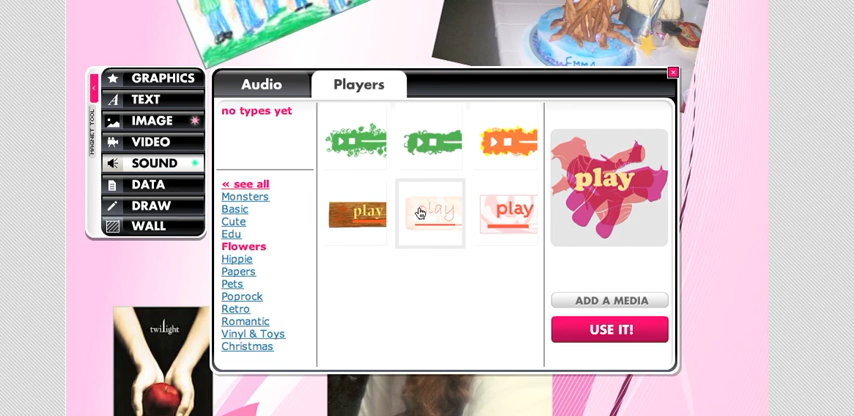 EMMA
GRAPHICS
TEXT
IMAGE
VIDEO
SOUND
DATA
DRAW
WALL
MAGNET TOOL
Audio
Players
x
no types yet
« see all
Monsters
Basic
Cute
Edu
Flowers
Hippie
Papers
Pets
Poprock
Retro
Romantic
Vinyl & Toys
Christmas
play
play
play
play
ADD A MEDIA
USE IT!
twilight